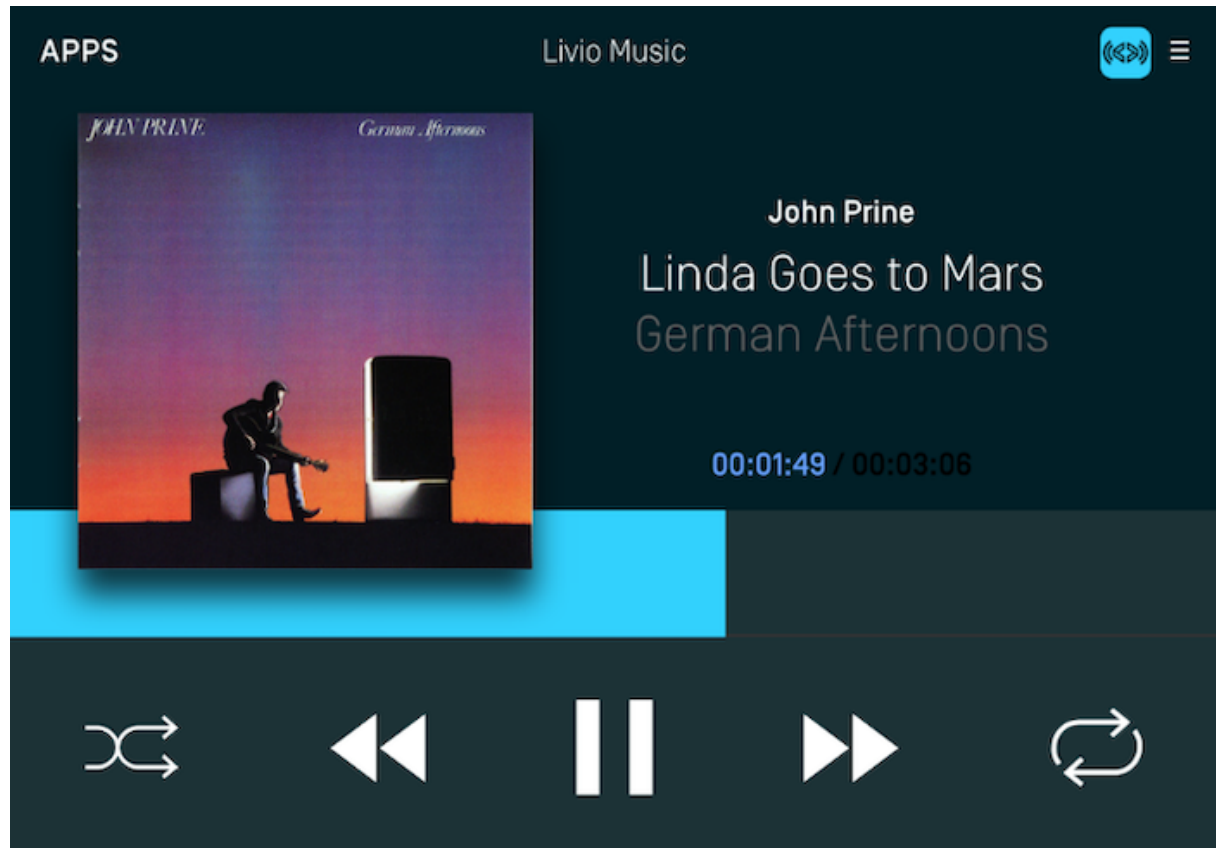 APPS
Livio Music
JOHN PRINE
German Afternoons
John Prine
Linda Goes to Mars
German Afternoons
00:01:49 / 00:03:06